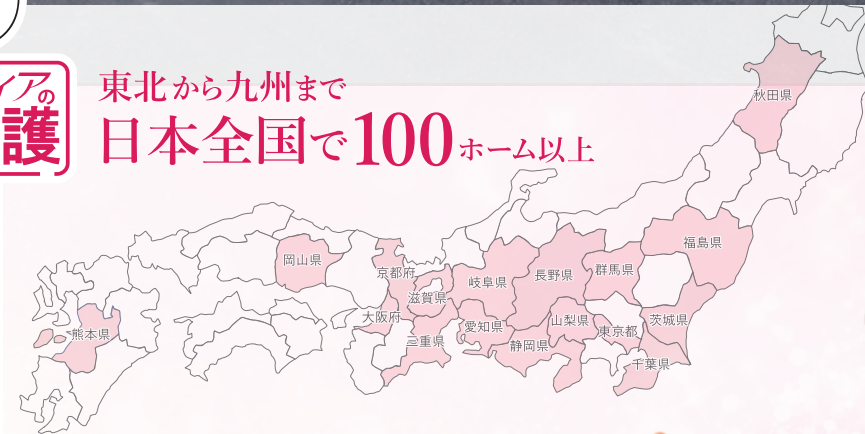 ィアの
護
東北から九州まで
日本全国で100ホーム以上
秋田県
福島県
岡山県
京都府
岐阜県
長野県
群馬県
滋賀県
大阪府
愛知県
山梨県
東京都
茨城県
熊本県
三重県
静岡県
千葉県